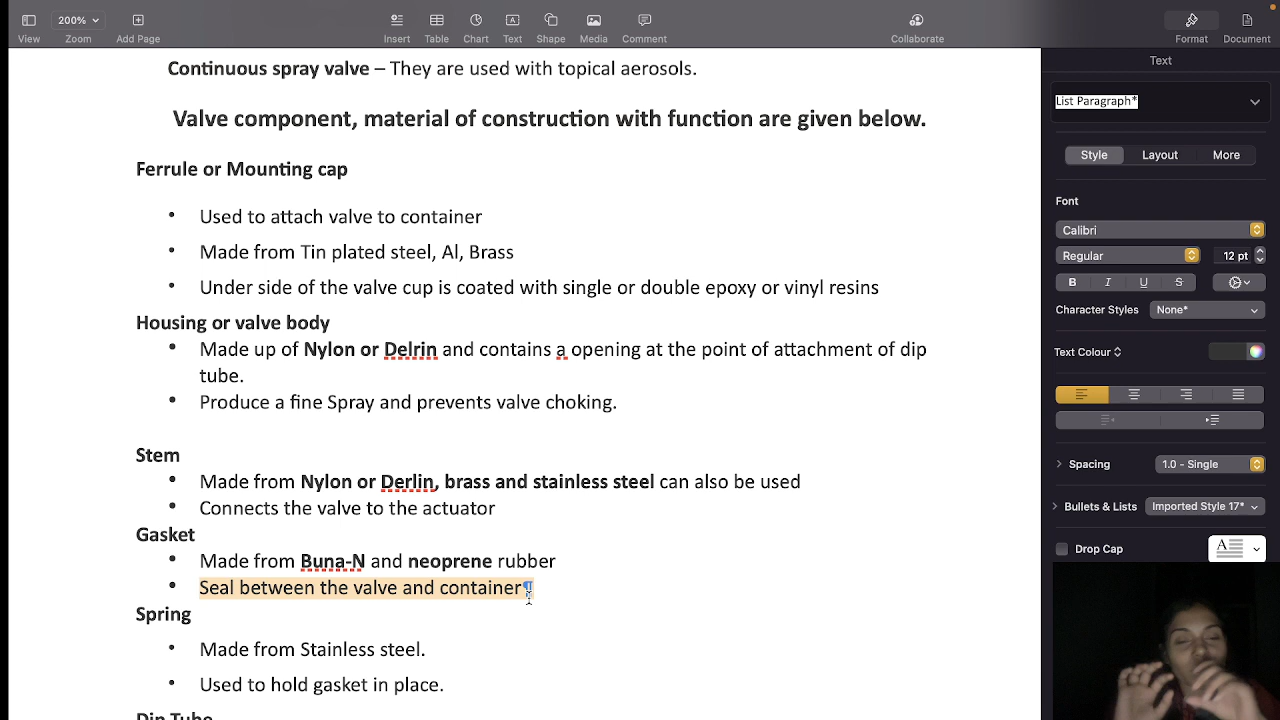 200%
View
Zoom
Add Page
Insert
Table
Chart
Text
Shape
Media
Comment
Collaborate
Format
Document
Continuous spray valve – They are used with topical aerosols.
Valve component, material of construction with function are given below.
Ferrule or Mounting cap
• Used to attach valve to container
• Made from Tin plated steel, Al, Brass
• Under side of the valve cup is coated with single or double epoxy or vinyl resins
Housing or valve body
• Made up of Nylon or Delrin and contains a opening at the point of attachment of dip
tube.
• Produce a fine Spray and prevents valve choking.
Stem
• Made from Nylon or Derlin, brass and stainless steel can also be used
• Connects the valve to the actuator
Gasket
• Made from Buna-N and neoprene rubber
• Seal between the valve and container¶
Spring
• Made from Stainless steel.
• Used to hold gasket in place.
Dip Tube
Text
List Paragraph*
Style
Layout
More
Font
Calibri
Regular
12 pt
B I U S
Character Styles
None*
Text Colour
Spacing
1.0 - Single
Bullets & Lists
Imported Style 17*
Drop Cap
A